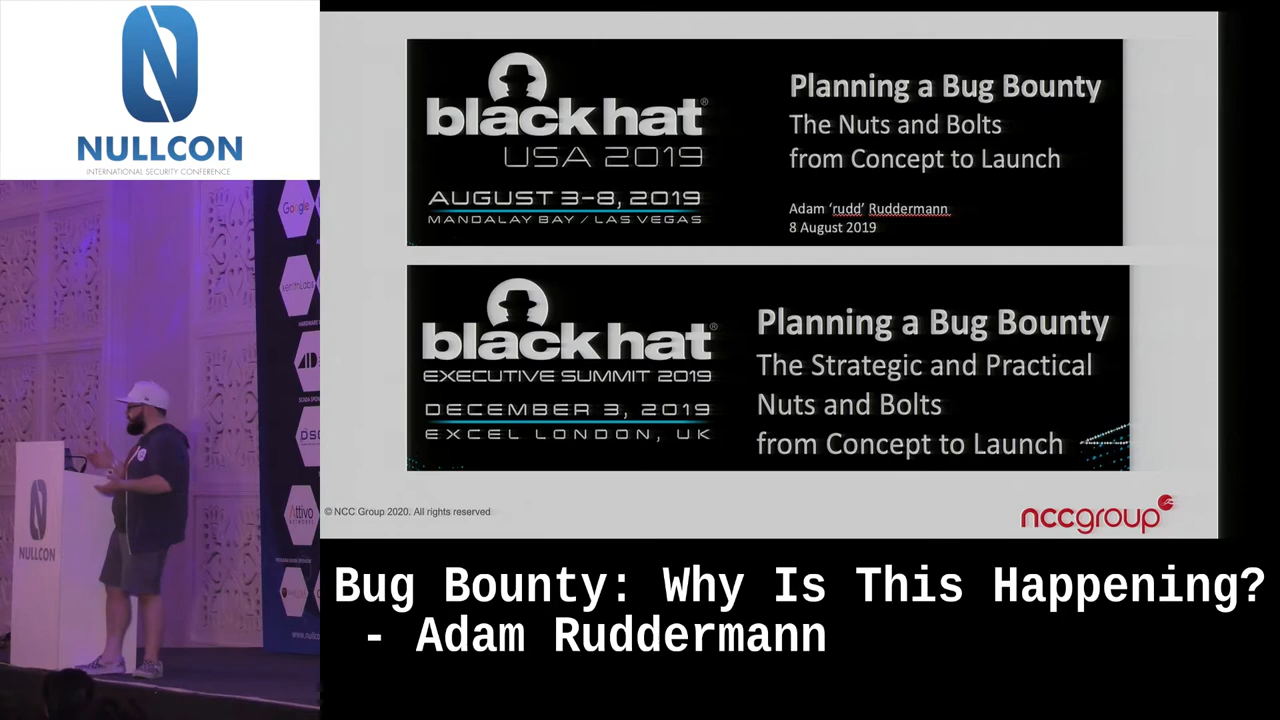 NULLCON
INTERNATIONAL SECURITY CONFERENCE
Google
Attivo
NULLCON
black hat®
USA 2019
AUGUST 3-8, 2019
MANDALAY BAY / LAS VEGAS
Planning a Bug Bounty
The Nuts and Bolts
from Concept to Launch
Adam ‘rudd’ Ruddermann
8 August 2019
black hat®
EXECUTIVE SUMMIT 2019
DECEMBER 3, 2019
EXCEL LONDON, UK
Planning a Bug Bounty
The Strategic and Practical
Nuts and Bolts
from Concept to Launch
© NCC Group 2020. All rights reserved
nccgroup
Bug Bounty: Why Is This Happening?
- Adam Ruddermann